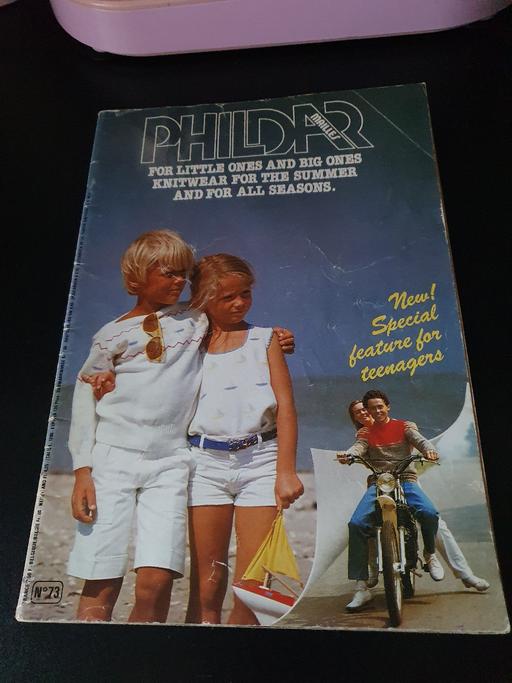 PHILDAR
MAILLES
FOR LITTLE ONES AND BIG ONES
KNITWEAR FOR THE SUMMER
AND FOR ALL SEASONS.
New!
Special
feature for
teenagers
N°73